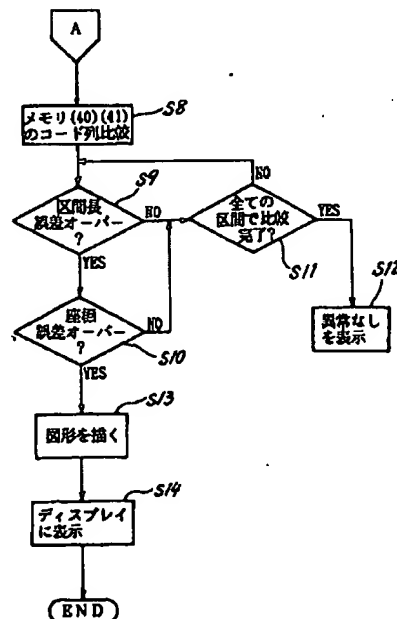 A
メモリ(40)(41)
のコード列比較
S8
S9
区間長
誤差オーバー
?
NO
YES
NO
全ての
区間で比較
完了?
YES
S11
S12
異常なし
を表示
座標
誤差オーバー
?
NO
S10
YES
S13
図形を描く
S14
ディスプレイ
に表示
END